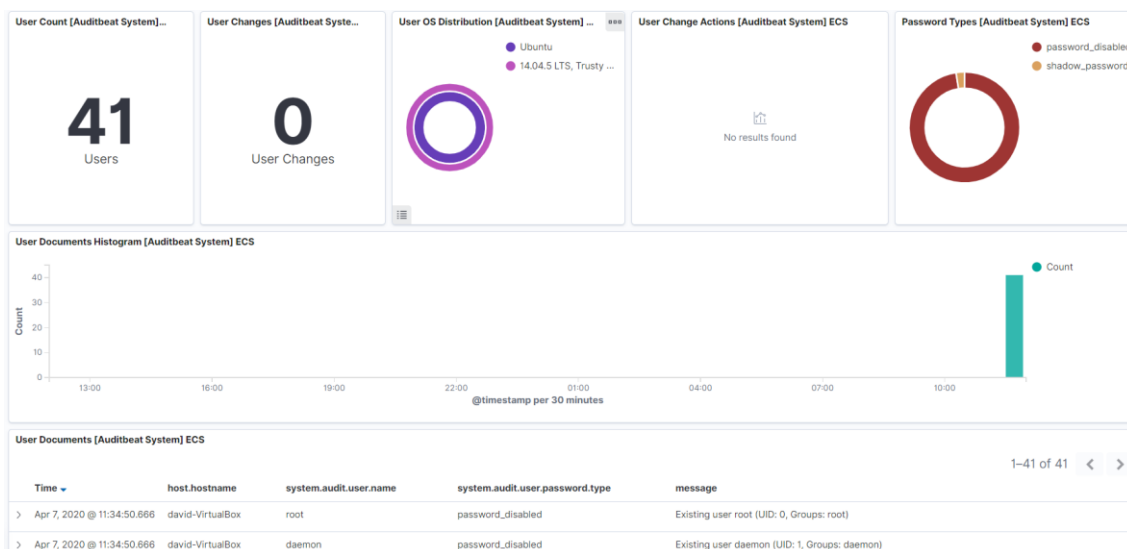 User Count [Auditbeat System]...
User Changes [Auditbeat Syste...
User OS Distribution [Auditbeat System] ...
User Change Actions [Auditbeat System] ECS
Password Types [Auditbeat System] ECS
41
Users
0
User Changes
Ubuntu
14.04.5 LTS, Trusty ...
No results found
password_disabled
shadow_password
User Documents Histogram [Auditbeat System] ECS
Count
40
30
20
10
0
13:00 16:00 19:00 22:00 01:00 04:00 07:00 10:00
@timestamp per 30 minutes
Count
User Documents [Auditbeat System] ECS
1–41 of 41
Time host.hostname system.audit.user.name system.audit.user.password.type message
Apr 7, 2020 @ 11:34:50.666 david-VirtualBox root password_disabled Existing user root (UID: 0, Groups: root)
Apr 7, 2020 @ 11:34:50.666 david-VirtualBox daemon password_disabled Existing user daemon (UID: 1, Groups: daemon)